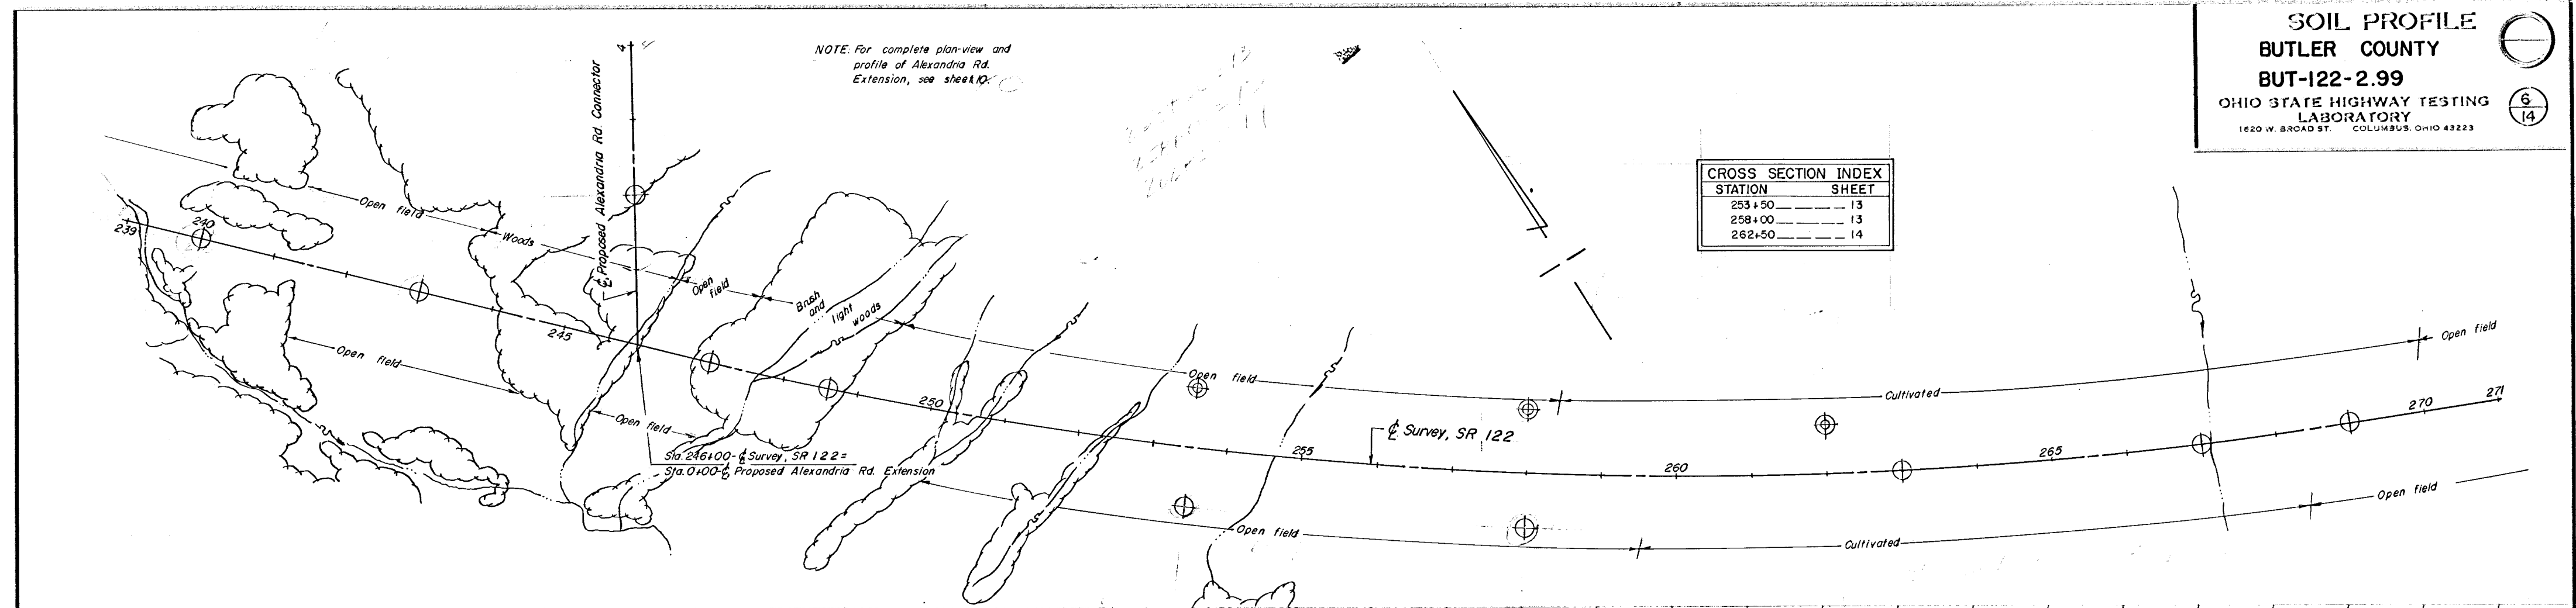 SOIL PROFILE
BUTLER COUNTY
BUT-122-2.99
OHIO STATE HIGHWAY TESTING
LABORATORY
1620 W. BROAD ST. COLUMBUS, OHIO 43223
6
14
NOTE: For complete plan-view and
profile of Alexandria Rd.
Extension, see sheet 10.
CROSS SECTION INDEX
STATION SHEET
253+50 13
258+00 13
262+50 14
℄ Proposed Alexandria Rd. Connector
4
Open field
Woods
Open
field
Brush
and
light
woods
Open field
Cultivated
Open field
239
240
245
250
255
260
265
270
271
℄ Survey, SR 122
Open field
Open field
Sta. 246+00-℄ Survey, SR 122=
Sta. 0+00-℄ Proposed Alexandria Rd. Extension
Open field
Cultivated
Open field